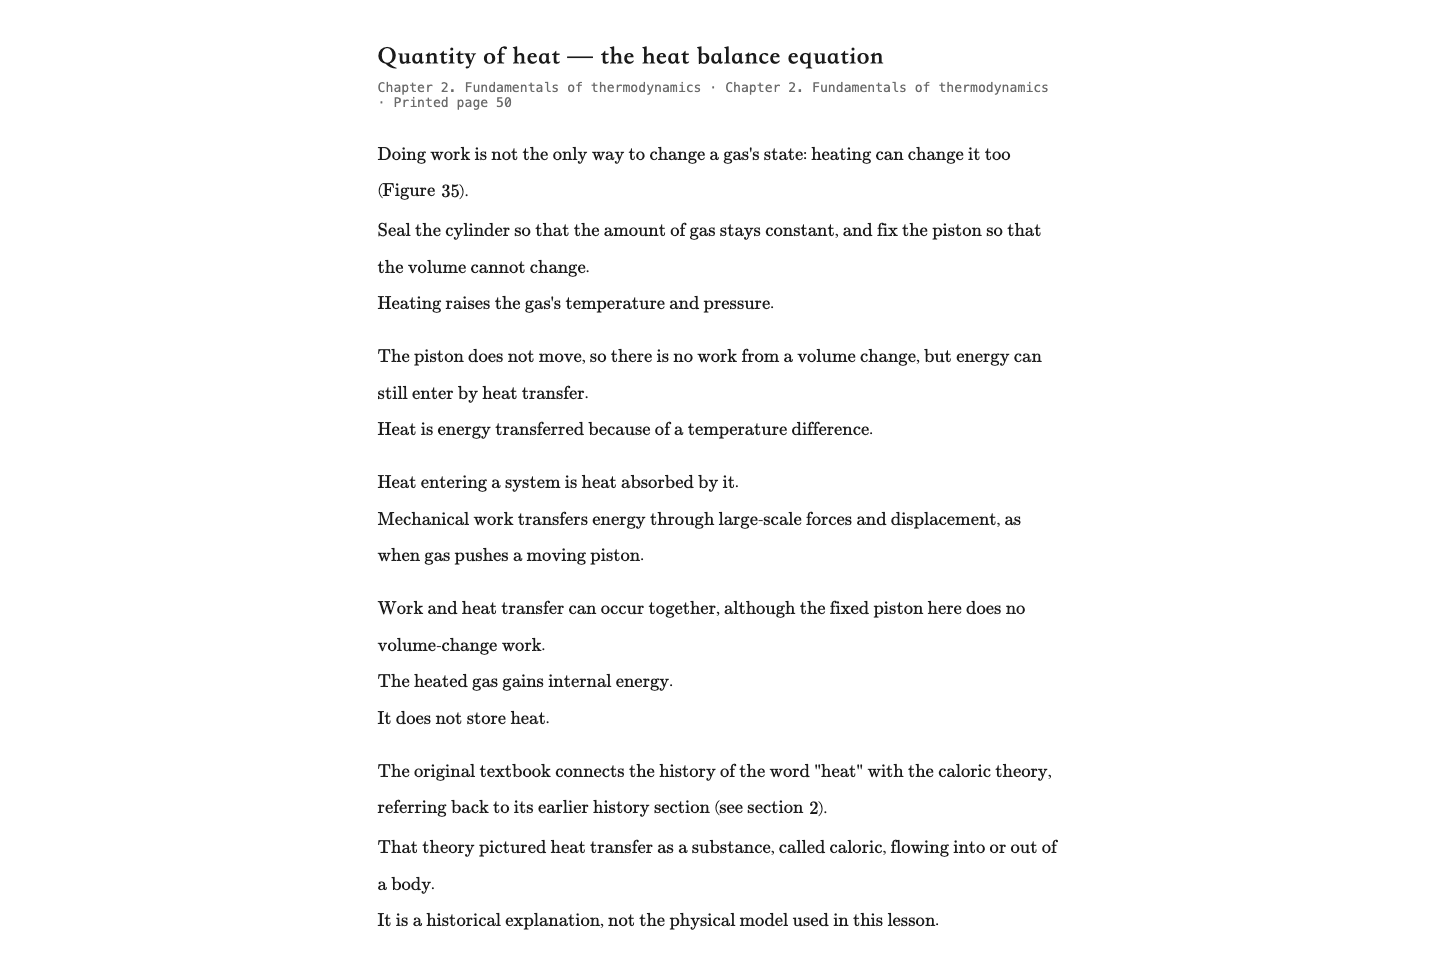 Quantity of heat — the heat balance equation
Chapter 2. Fundamentals of thermodynamics · Chapter 2. Fundamentals of thermodynamics
· Printed page 50
Doing work is not the only way to change a gas's state: heating can change it too
(Figure 35).
Seal the cylinder so that the amount of gas stays constant, and fix the piston so that
the volume cannot change.
Heating raises the gas's temperature and pressure.
The piston does not move, so there is no work from a volume change, but energy can
still enter by heat transfer.
Heat is energy transferred because of a temperature difference.
Heat entering a system is heat absorbed by it.
Mechanical work transfers energy through large-scale forces and displacement, as
when gas pushes a moving piston.
Work and heat transfer can occur together, although the fixed piston here does no
volume-change work.
The heated gas gains internal energy.
It does not store heat.
The original textbook connects the history of the word "heat" with the caloric theory,
referring back to its earlier history section (see section 2).
That theory pictured heat transfer as a substance, called caloric, flowing into or out of
a body.
It is a historical explanation, not the physical model used in this lesson.